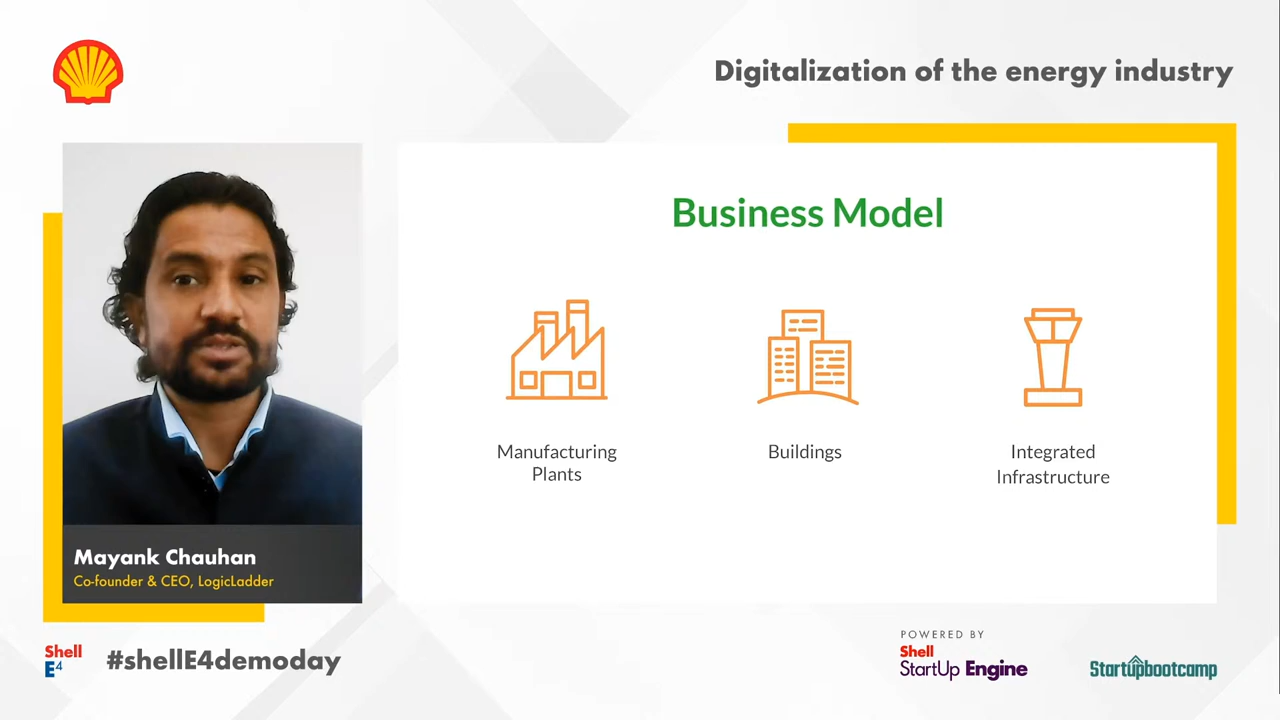 Digitalization of the energy industry
Business Model
Manufacturing
Plants
Buildings
Integrated
Infrastructure
Mayank Chauhan
Co-founder & CEO, LogicLadder
Shell
E4
#shellE4demoday
POWERED BY
Shell
StartUp Engine
Startupbootcamp